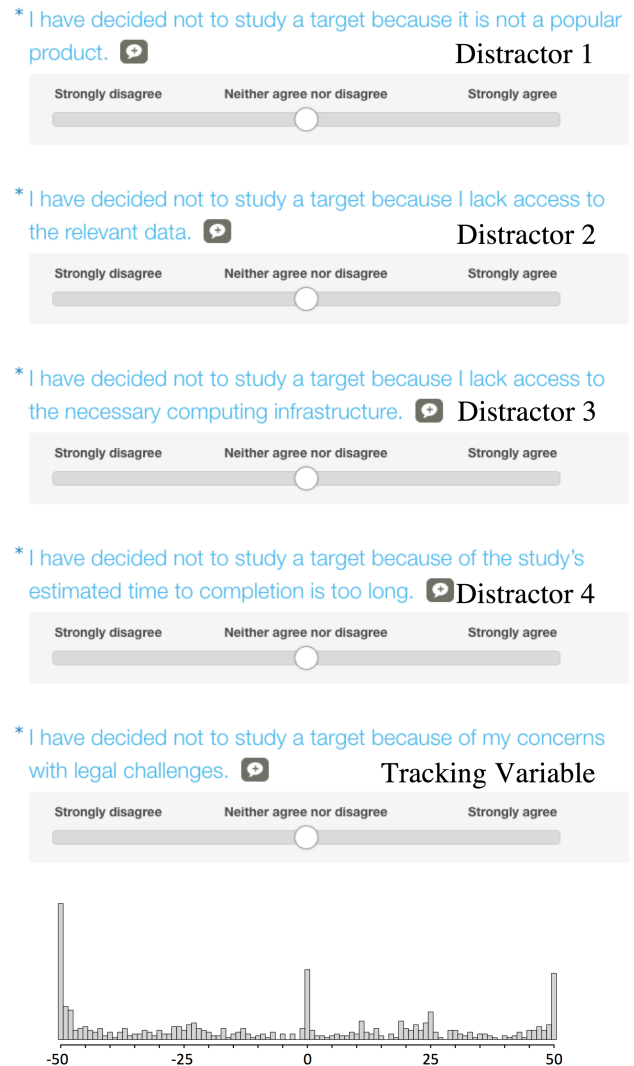 * I have decided not to study a target because it is not a popular
product. Distractor 1
Strongly disagree Neither agree nor disagree Strongly agree
* I have decided not to study a target because I lack access to
the relevant data. Distractor 2
Strongly disagree Neither agree nor disagree Strongly agree
* I have decided not to study a target because I lack access to
the necessary computing infrastructure. Distractor 3
Strongly disagree Neither agree nor disagree Strongly agree
* I have decided not to study a target because of the study's
estimated time to completion is too long. Distractor 4
Strongly disagree Neither agree nor disagree Strongly agree
* I have decided not to study a target because of my concerns
with legal challenges. Tracking Variable
Strongly disagree Neither agree nor disagree Strongly agree
-50 -25 0 25 50